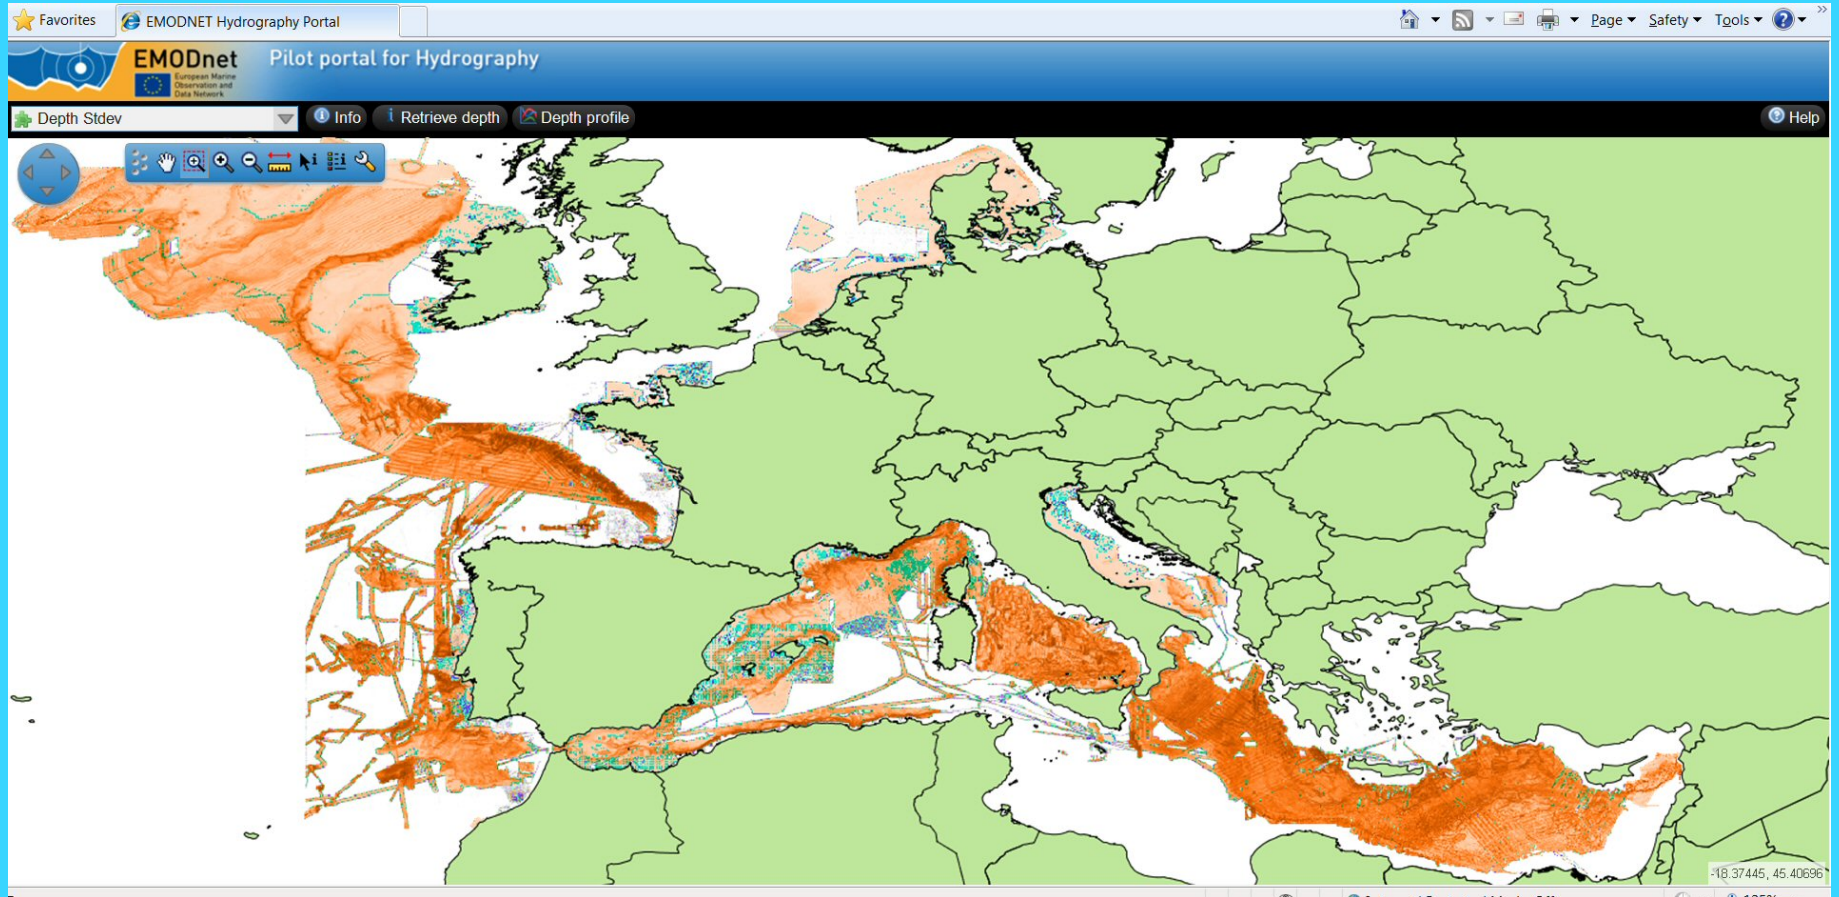 Favorites
EMODNET Hydrography Portal
Page
Safety
Tools
EMODnet
European Marine
Observation and
Data Network
Pilot portal for Hydrography
Depth Stdev
Info
Retrieve depth
Depth profile
Help
-18.37445, 45.40696